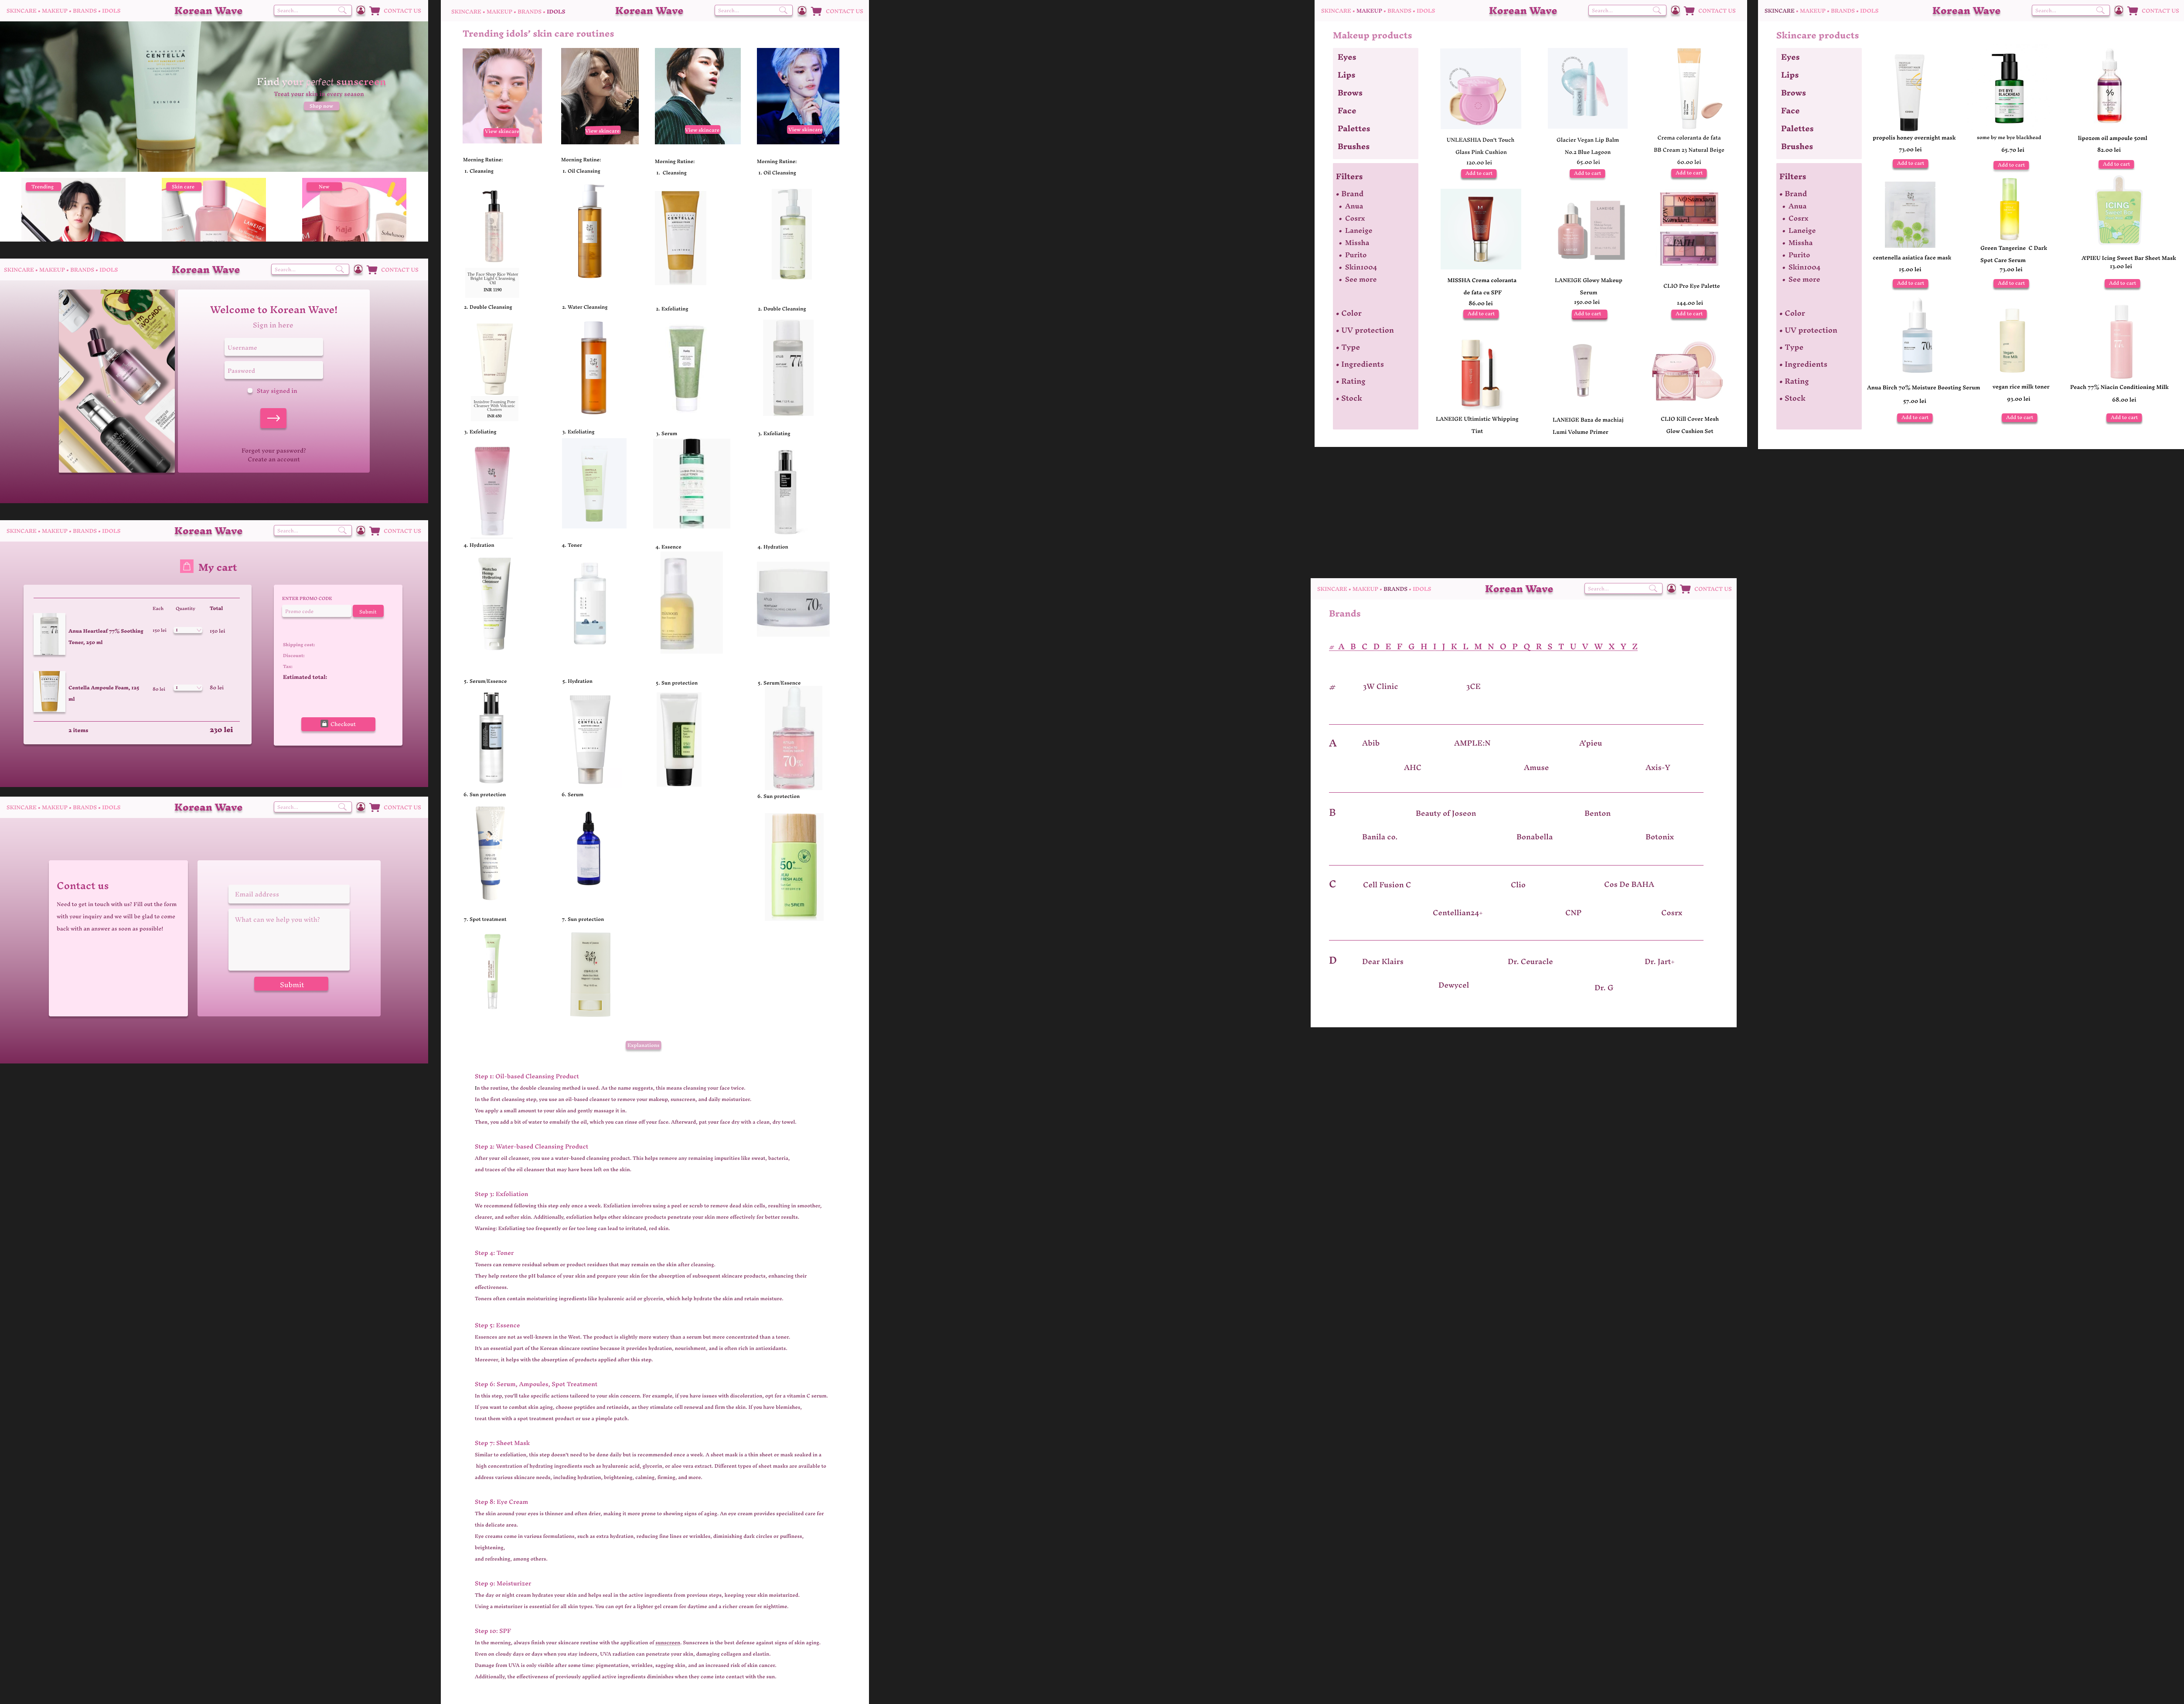 SKINCARE • MAKEUP • BRANDS • IDOLS
Korean Wave
Search...
CONTACT US
CENTELLA
SKIN1004
Find your perfect sunscreen
Treat your skin in every season
Shop now
Trending
Skin care
New
LANEIGE
SKINCARE • MAKEUP • BRANDS • IDOLS
Korean Wave
Search...
CONTACT US
Welcome to Korean Wave!
Sign in here
Username
Password
Stay signed in
Forgot your password?
Create an account
SKINCARE • MAKEUP • BRANDS • IDOLS
Korean Wave
Search...
CONTACT US
My cart
Each
Quantity
Total
Anua Heartleaf 77% Soothing
Toner, 250 ml
150 lei
1
150 lei
Centella Ampoule Foam, 125
ml
80 lei
1
80 lei
2 items
230 lei
ENTER PROMO CODE
Promo code
Submit
Shipping cost:
Discount:
Tax:
Estimated total:
Checkout
SKINCARE • MAKEUP • BRANDS • IDOLS
Korean Wave
Search...
CONTACT US
Contact us
Need to get in touch with us? Fill out the form
with your inquiry and we will be glad to come
back with an answer as soon as possible!
Email address
What can we help you with?
Submit
SKINCARE • MAKEUP • BRANDS • IDOLS
Korean Wave
Search...
CONTACT US
Trending idols' skin care routines
View skincare
View skincare
View skincare
View skincare
Morning Rutine:
Morning Rutine:
Morning Rutine:
Morning Rutine:
1. Cleansing
1. Oil Cleansing
1. Cleansing
1. Oil Cleansing
CENTELLA
The Face Shop Rice Water
Bright Light Cleansing
Oil
INR 1190
2. Double Cleansing
2. Water Cleansing
2. Exfoliating
2. Double Cleansing
77
Innisfree Foaming Pore
Cleanser With Volcanic
Clusters
INR 650
3. Exfoliating
3. Exfoliating
3. Serum
3. Exfoliating
4. Hydration
4. Toner
4. Essence
4. Hydration
70%
5. Serum/Essence
5. Hydration
5. Sun protection
5. Serum/Essence
CENTELLA
70%
6. Sun protection
6. Serum
6. Sun protection
50+
FRESH ALOE
7. Spot treatment
7. Sun protection
Explanations
Step 1: Oil-based Cleansing Product
In the routine, the double cleansing method is used. As the name suggests, this means cleansing your face twice.
In the first cleansing step, you use an oil-based cleanser to remove your makeup, sunscreen, and daily moisturizer.
You apply a small amount to your skin and gently massage it in.
Then, you add a bit of water to emulsify the oil, which you can rinse off your face. Afterward, pat your face dry with a clean, dry towel.
Step 2: Water-based Cleansing Product
After your oil cleanser, you use a water-based cleansing product. This helps remove any remaining impurities like sweat, bacteria,
and traces of the oil cleanser that may have been left on the skin.
Step 3: Exfoliation
We recommend following this step only once a week. Exfoliation involves using a peel or scrub to remove dead skin cells, resulting in smoother,
clearer, and softer skin. Additionally, exfoliation helps other skincare products penetrate your skin more effectively for better results.
Warning: Exfoliating too frequently or for too long can lead to irritated, red skin.
Step 4: Toner
Toners can remove residual sebum or product residues that may remain on the skin after cleansing.
They help restore the pH balance of your skin and prepare your skin for the absorption of subsequent skincare products, enhancing their
effectiveness.
Toners often contain moisturizing ingredients like hyaluronic acid or glycerin, which help hydrate the skin and retain moisture.
Step 5: Essence
Essences are not as well-known in the West. The product is slightly more watery than a serum but more concentrated than a toner.
It's an essential part of the Korean skincare routine because it provides hydration, nourishment, and is often rich in antioxidants.
Moreover, it helps with the absorption of products applied after this step.
Step 6: Serum, Ampoules, Spot Treatment
In this step, you'll take specific actions tailored to your skin concern. For example, if you have issues with discoloration, opt for a vitamin C serum.
If you want to combat skin aging, choose peptides and retinoids, as they stimulate cell renewal and firm the skin. If you have blemishes,
treat them with a spot treatment product or use a pimple patch.
Step 7: Sheet Mask
Similar to exfoliation, this step doesn't need to be done daily but is recommended once a week. A sheet mask is a thin sheet or mask soaked in a
high concentration of hydrating ingredients such as hyaluronic acid, glycerin, or aloe vera extract. Different types of sheet masks are available to
address various skincare needs, including hydration, brightening, calming, firming, and more.
Step 8: Eye Cream
The skin around your eyes is thinner and often drier, making it more prone to showing signs of aging. An eye cream provides specialized care for
this delicate area.
Eye creams come in various formulations, such as extra hydration, reducing fine lines or wrinkles, diminishing dark circles or puffiness,
brightening,
and refreshing, among others.
Step 9: Moisturizer
The day or night cream hydrates your skin and helps seal in the active ingredients from previous steps, keeping your skin moisturized.
Using a moisturizer is essential for all skin types. You can opt for a lighter gel cream for daytime and a richer cream for nighttime.
Step 10: SPF
In the morning, always finish your skincare routine with the application of sunscreen. Sunscreen is the best defense against signs of skin aging.
Even on cloudy days or days when you stay indoors, UVA radiation can penetrate your skin, damaging collagen and elastin.
Damage from UVA is only visible after some time: pigmentation, wrinkles, sagging skin, and an increased risk of skin cancer.
Additionally, the effectiveness of previously applied active ingredients diminishes when they come into contact with the sun.
SKINCARE • MAKEUP • BRANDS • IDOLS
Korean Wave
Search...
CONTACT US
Makeup products
Eyes
Lips
Brows
Face
Palettes
Brushes
Filters
• Brand
• Anua
• Cosrx
• Laneige
• Missha
• Purito
• Skin1004
• See more
• Color
• UV protection
• Type
• Ingredients
• Rating
• Stock
UNLEASHIA Don't Touch
Glass Pink Cushion
120.00 lei
Add to cart
Glacier Vegan Lip Balm
No.2 Blue Lagoon
65.00 lei
Add to cart
Crema coloranta de fata
BB Cream 23 Natural Beige
60.00 lei
Add to cart
MISSHA Crema coloranta
de fata cu SPF
86.00 lei
Add to cart
LANEIGE Glowy Makeup
Serum
150.00 lei
Add to cart
CLIO Pro Eye Palette
144.00 lei
Add to cart
LANEIGE Ultimistic Whipping
Tint
LANEIGE Baza de machiaj
Lumi Volume Primer
CLIO Kill Cover Mesh
Glow Cushion Set
SKINCARE • MAKEUP • BRANDS • IDOLS
Korean Wave
Search...
CONTACT US
Skincare products
Eyes
Lips
Brows
Face
Palettes
Brushes
Filters
• Brand
• Anua
• Cosrx
• Laneige
• Missha
• Purito
• Skin1004
• See more
• Color
• UV protection
• Type
• Ingredients
• Rating
• Stock
propolis honey overnight mask
73.00 lei
Add to cart
BYE BYE
BLACKHEAD
some by me bye blackhead
65.70 lei
Add to cart
lipozom oil ampoule 50ml
82.00 lei
Add to cart
centenella asiatica face mask
15.00 lei
Add to cart
Green Tangerine C Dark
Spot Care Serum
73.00 lei
Add to cart
ICING
A'PIEU Icing Sweet Bar Sheet Mask
13.00 lei
Add to cart
Anua Birch 70% Moisture Boosting Serum
57.00 lei
Add to cart
Vegan
Rice Milk
vegan rice milk toner
93.00 lei
Add to cart
Peach 77% Niacin Conditioning Milk
68.00 lei
Add to cart
SKINCARE • MAKEUP • BRANDS • IDOLS
Korean Wave
Search...
CONTACT US
Brands
# A B C D E F G H I J K L M N O P Q R S T U V W X Y Z
#
3W Clinic
3CE
A
Abib
AMPLE:N
A'pieu
AHC
Amuse
Axis-Y
B
Beauty of Joseon
Benton
Banila co.
Bonabella
Botonix
C
Cell Fusion C
Clio
Cos De BAHA
Centellian24+
CNP
Cosrx
D
Dear Klairs
Dr. Ceuracle
Dr. Jart+
Dewycel
Dr. G